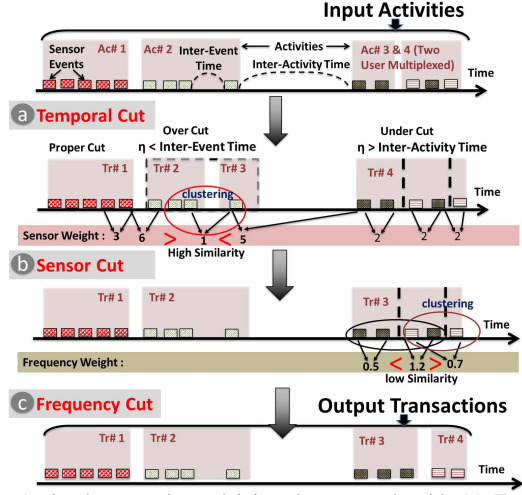 Input Activities
Sensor Events
Ac# 1
Ac# 2
Inter-Event Time
Activities
Inter-Activity Time
Ac# 3 & 4 (Two User Multiplexed)
Time
a Temporal Cut
Proper Cut
Over Cut
η < Inter-Event Time
Under Cut
η > Inter-Activity Time
Tr# 1
Tr# 2
Tr# 3
Tr# 4
clustering
Sensor Weight : 3 6 > 1 < 5 2 2 2
High Similarity
b Sensor Cut
Tr# 1
Tr# 2
Tr# 3
clustering
Time
Frequency Weight : 0.5 < 1.2 > 0.7
low Similarity
c Frequency Cut
Output Transactions
Tr# 1
Tr# 2
Tr# 3
Tr# 4
Time